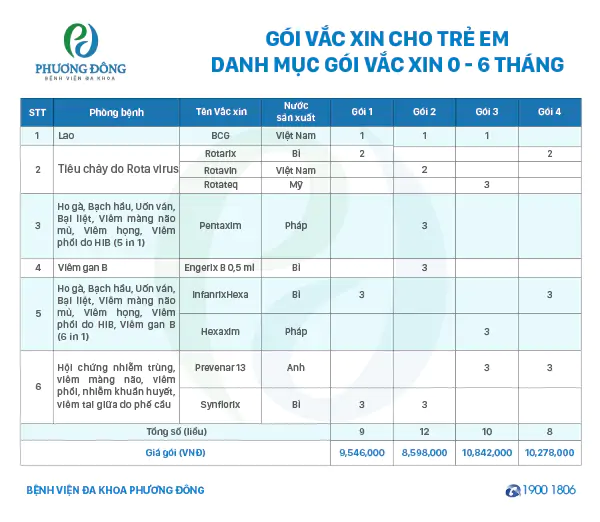 PHƯƠNG ĐÔNG
BỆNH VIỆN ĐA KHOA
GÓI VẮC XIN CHO TRẺ EM
DANH MỤC GÓI VẮC XIN 0 - 6 THÁNG
STT Phòng bệnh Tên Vắc xin Nước sản xuất Gói 1 Gói 2 Gói 3 Gói 4
1 Lao BCG Việt Nam 1 1 1
2 Tiêu chảy do Rota virus Rotarix Bỉ 2 2
Rotavin Việt Nam 2
Rotateq Mỹ 3
3 Ho gà, Bạch hầu, Uốn ván,
Bại liệt, Viêm màng não
mủ, Viêm họng, Viêm
phổi do HIB (5 in 1)
Pentaxim Pháp 3
4 Viêm gan B Engerix B 0,5 ml Bỉ 3
5 Ho gà, Bạch hầu, Uốn ván,
Bại liệt, Viêm màng não
mủ, Viêm họng, Viêm
phổi do HIB, Viêm gan B
(6 in 1)
InfanrixHexa Bỉ 3 3
Hexaxim Pháp 3
6 Hội chứng nhiễm trùng,
viêm màng não, viêm
phổi, nhiễm khuẩn huyết,
viêm tai giữa do phế cầu
Prevenar 13 Anh 3 3
Synflorix Bỉ 3 3
Tổng số (liều) 9 12 10 8
Giá gói (VNĐ) 9,546,000 8,598,000 10,842,000 10,278,000
BỆNH VIỆN ĐA KHOA PHƯƠNG ĐÔNG
1900 1806